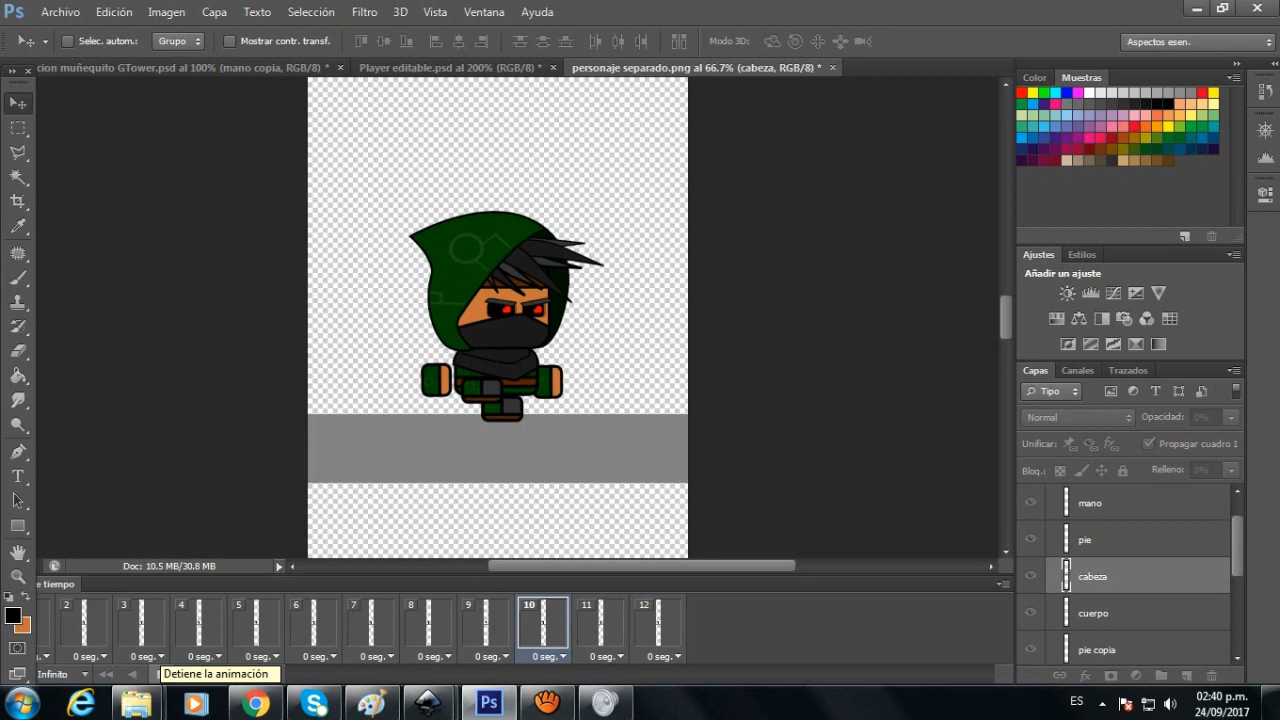 Ps Archivo Edición Imagen Capa Texto Selección Filtro 3D Vista Ventana Ayuda
Selec. autom.: Grupo Mostrar contr. transf. Modo 3D: Aspectos esen.
cion muñequito GTower.psd al 100% (mano copia, RGB/8) * × Player editable.psd al 200% (RGB/8) * × personaje separado.png al 66.7% (cabeza, RGB/8) * ×
Color Muestras
Ajustes Estilos
Añadir un ajuste
Capas Canales Trazados
Tipo
Normal Opacidad: 0%
Unificar: Propagar cuadro 1
Bloq.: Relleno: 0%
mano
pie
cabeza
cuerpo
pie copia
Doc: 10.5 MB/30.8 MB
e tiempo
2 3 4 5 6 7 8 9 10 11 12
0 seg. 0 seg. 0 seg. 0 seg. 0 seg. 0 seg. 0 seg. 0 seg. 0 seg. 0 seg. 0 seg.
Infinito Detiene la animación
Ps ES 02:40 p.m.
24/09/2017